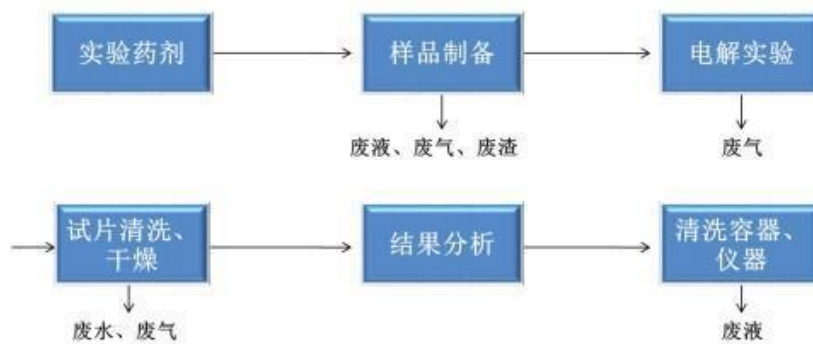 实验药剂
样品制备
电解实验
废液、废气、废渣
废气
试片清洗、
干燥
结果分析
清洗容器、
仪器
废水、废气
废液